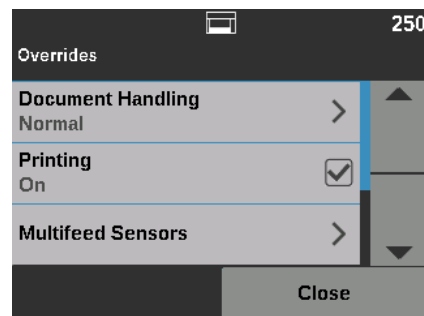 250
Overrides
Document Handling
Normal
Printing
On
Multifeed Sensors
Close